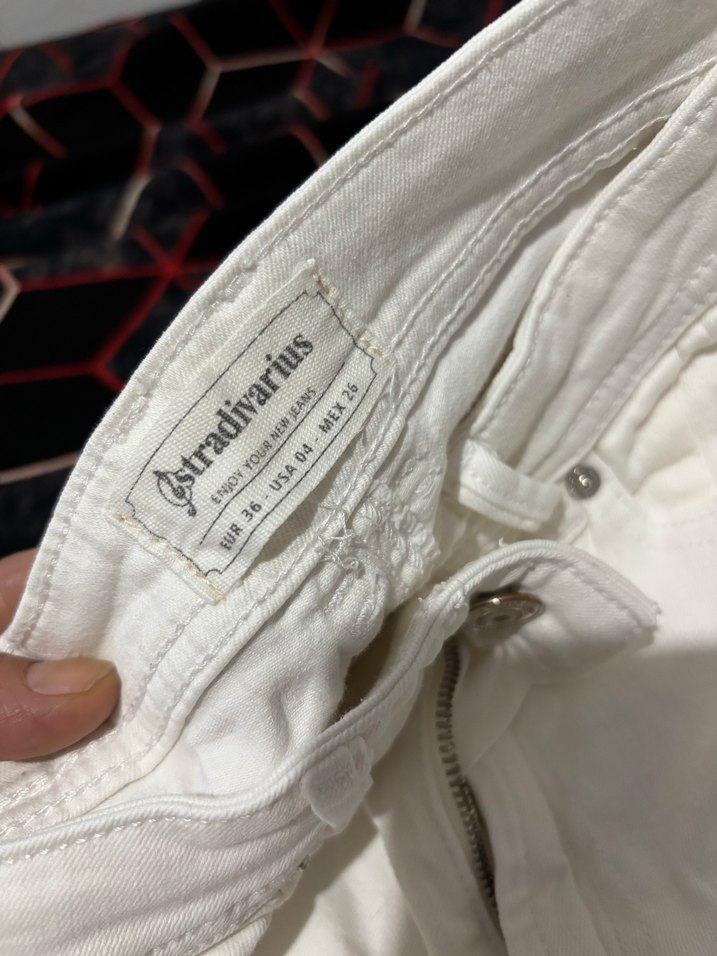 stradivarius
ENJOY YOUR NEW JEANS
EUR 36 - USA 04 - MEX 26